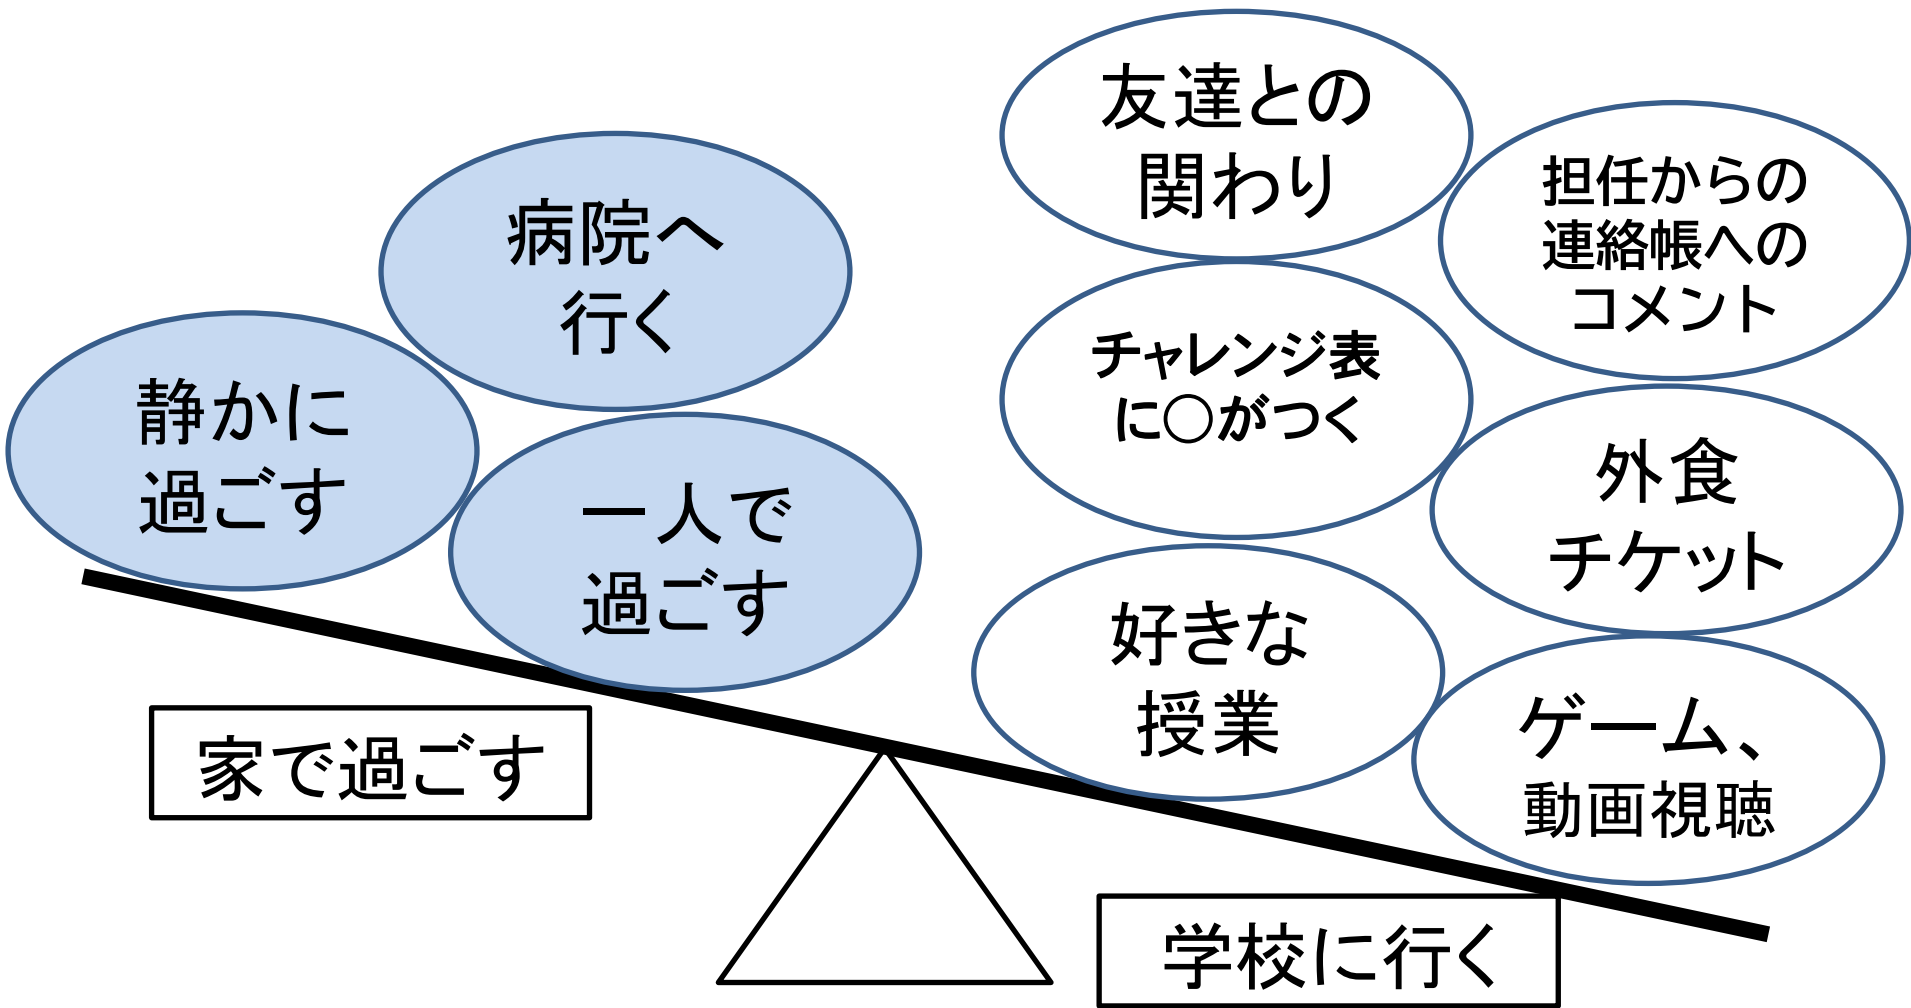 病院へ
行く
静かに
過ごす
一人で
過ごす
家で過ごす
友達との
関わり
担任からの
連絡帳への
コメント
チャレンジ表
に○がつく
外食
チケット
好きな
授業
ゲーム、
動画視聴
学校に行く